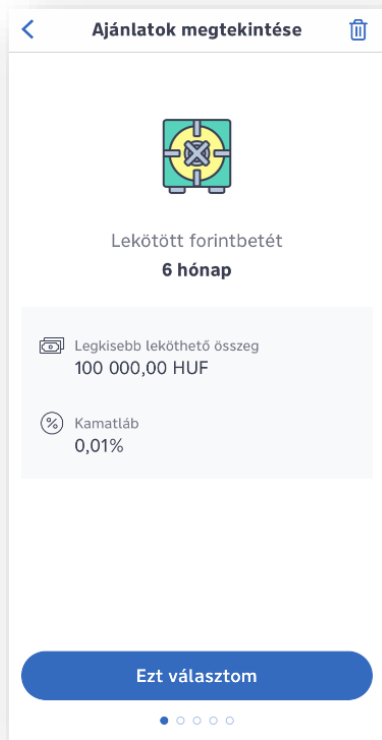 Ajánlatok megtekintése
Lekötött forintbetét
6 hónap
Legkisebb leköthető összeg
100 000,00 HUF
Kamatláb
0,01%
Ezt választom